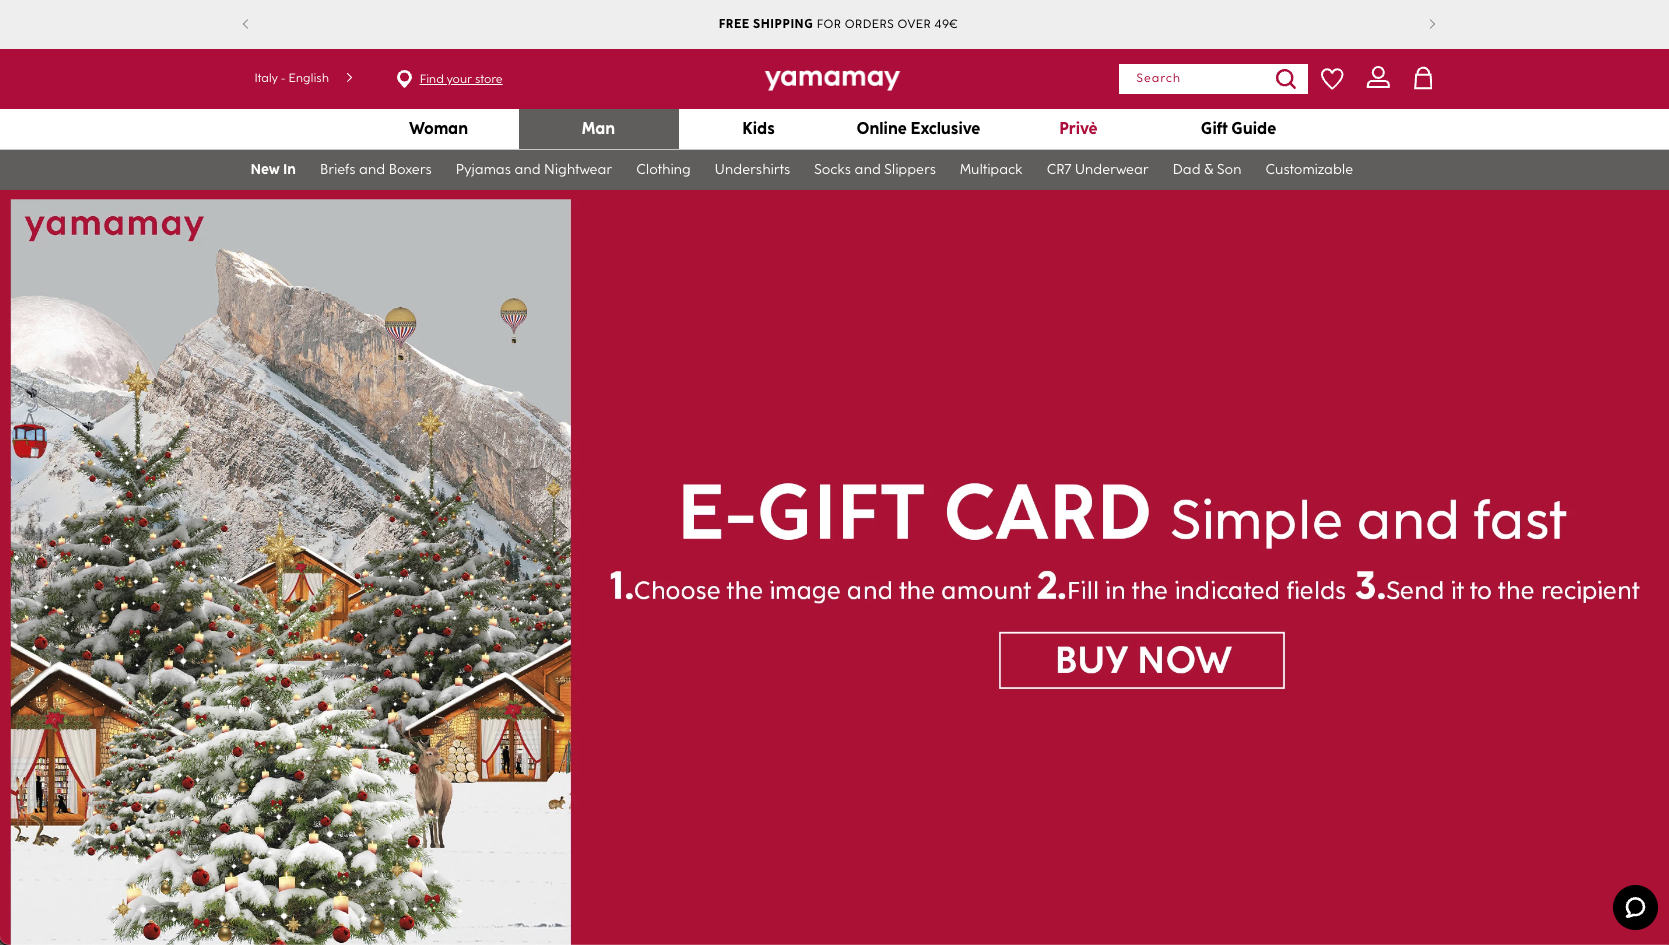 FREE SHIPPING FOR ORDERS OVER 49€
Italy - English
Find your store
yamamay
Search
Woman
Man
Kids
Online Exclusive
Privè
Gift Guide
New In
Briefs and Boxers
Pyjamas and Nightwear
Clothing
Undershirts
Socks and Slippers
Multipack
CR7 Underwear
Dad & Son
Customizable
yamamay
E-GIFT CARD Simple and fast
1.Choose the image and the amount 2.Fill in the indicated fields 3.Send it to the recipient
BUY NOW